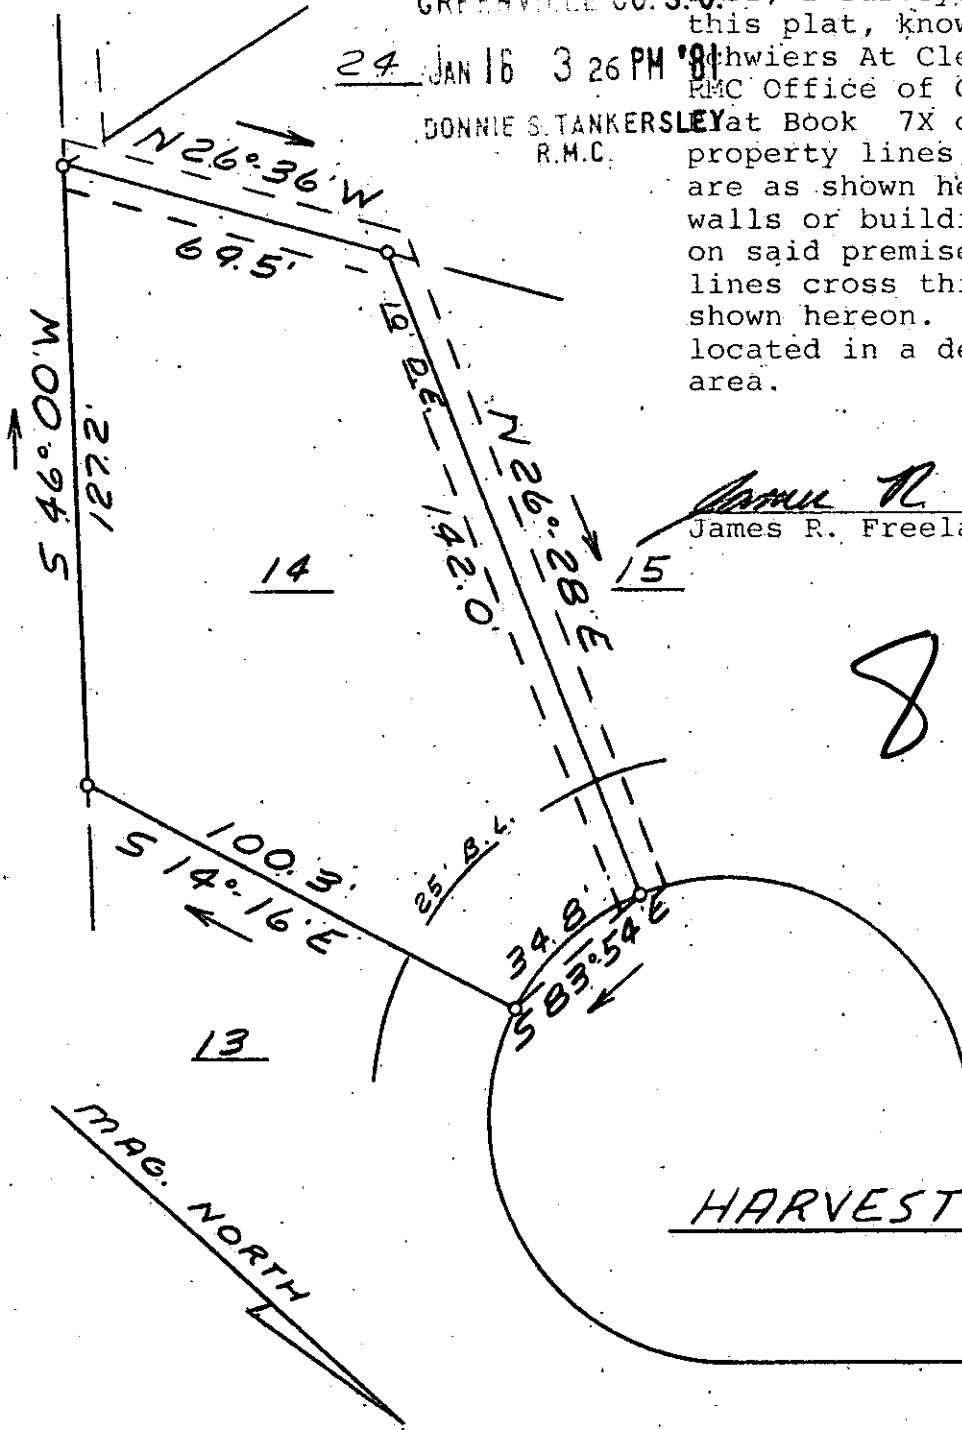 GREENVILLE CO. S.C.
this plat, know
24 JAN 16 3 26 PM '81 chwiers At Cle
RMC Office of
DONNIE S. TANKERSLEY
R.M.C.
at Book 7X
property lines
are as shown he
walls or buildi
on said premise
lines cross thi
shown hereon.
located in a de
area.
James R. Freela
N 26°-36' W
69.5'
S 46°-00' W
127.2'
10' D.E.
N 26°-28' E
142.0'
14
15
8
25' B.L.
100.3'
S 14°-16' E
34.8'
S 83°-54' E
13
MAG. NORTH
HARVEST